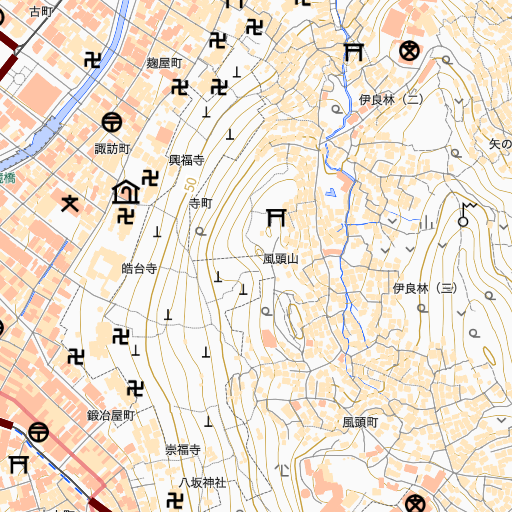 古町
麹屋町
伊良林（二）
矢の
諏訪町
興福寺
50
寺町
皓台寺
風頭山
伊良林（三）
鍛冶屋町
風頭町
崇福寺
八坂神社